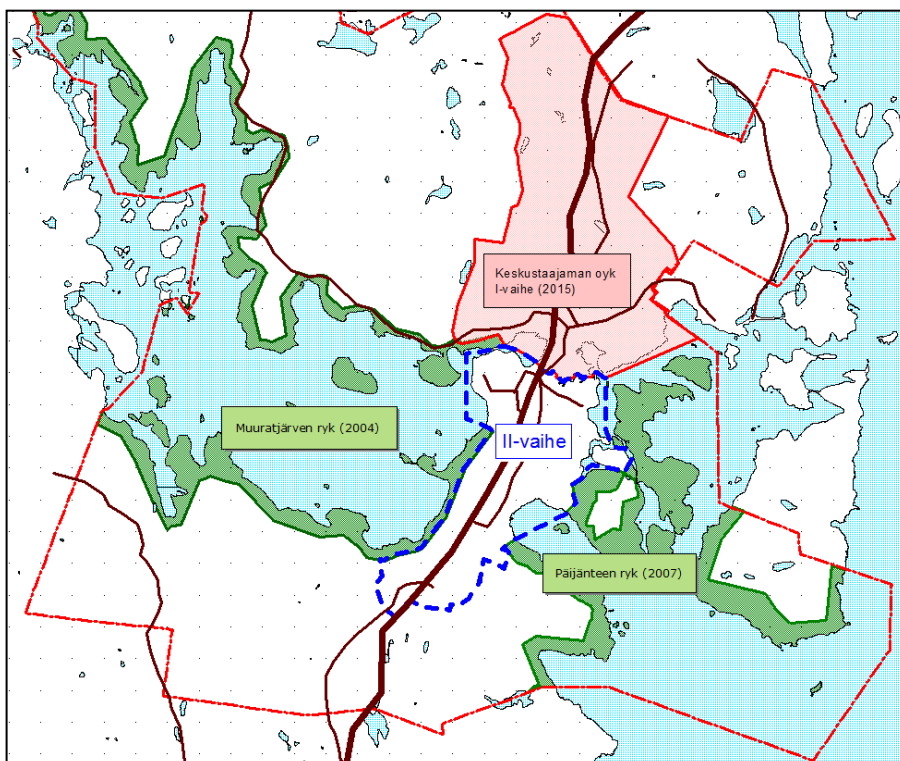 Keskustaajaman oyk
I-vaihe (2015)
Muuratjärven ryk (2004)
II-vaihe
Päijänteen ryk (2007)